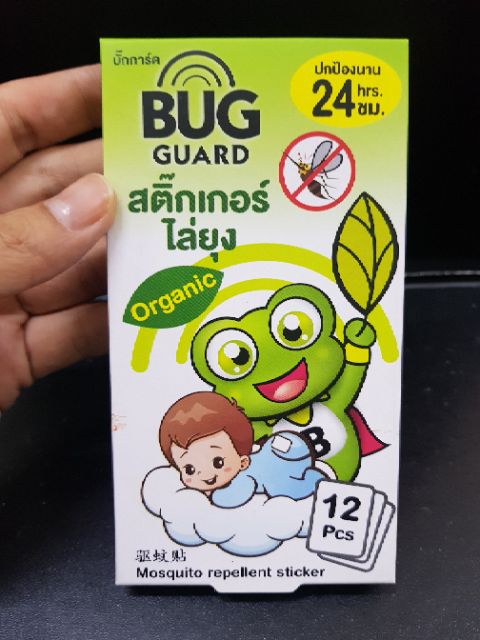 บั๊กการ์ด
BUG
GUARD
ปกป้องนาน
24 hrs.
ชม.
สติ๊กเกอร์
ไล่ยุง
Organic
B
12
Pcs
驱蚊贴
Mosquito repellent sticker